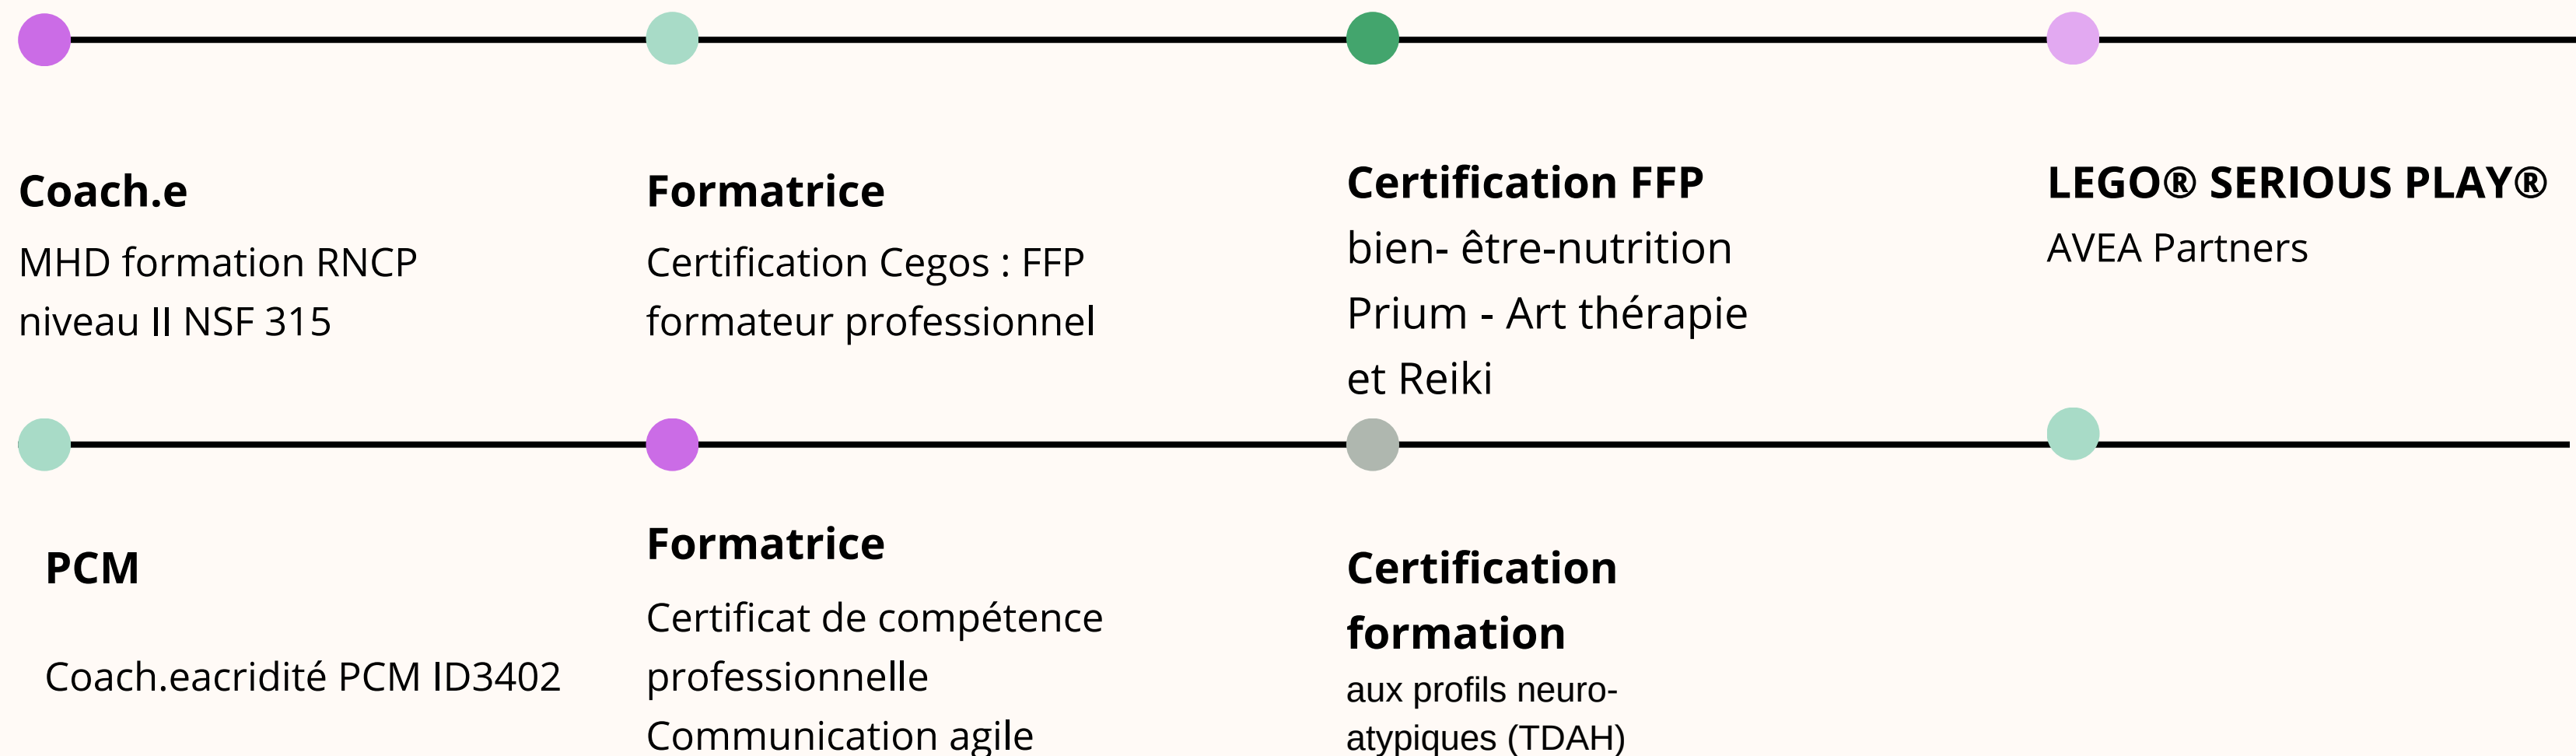 Coach.e
MHD formation RNCP
niveau II NSF 315
Formatrice
Certification Cegos : FFP
formateur professionnel
Certification FFP
bien- être-nutrition
Prium - Art thérapie
et Reiki
LEGO® SERIOUS PLAY®
AVEA Partners
PCM
Coach.eacridité PCM ID3402
Formatrice
Certificat de compétence
professionnelle
Communication agile
Certification
formation
aux profils neuro-
atypiques (TDAH)